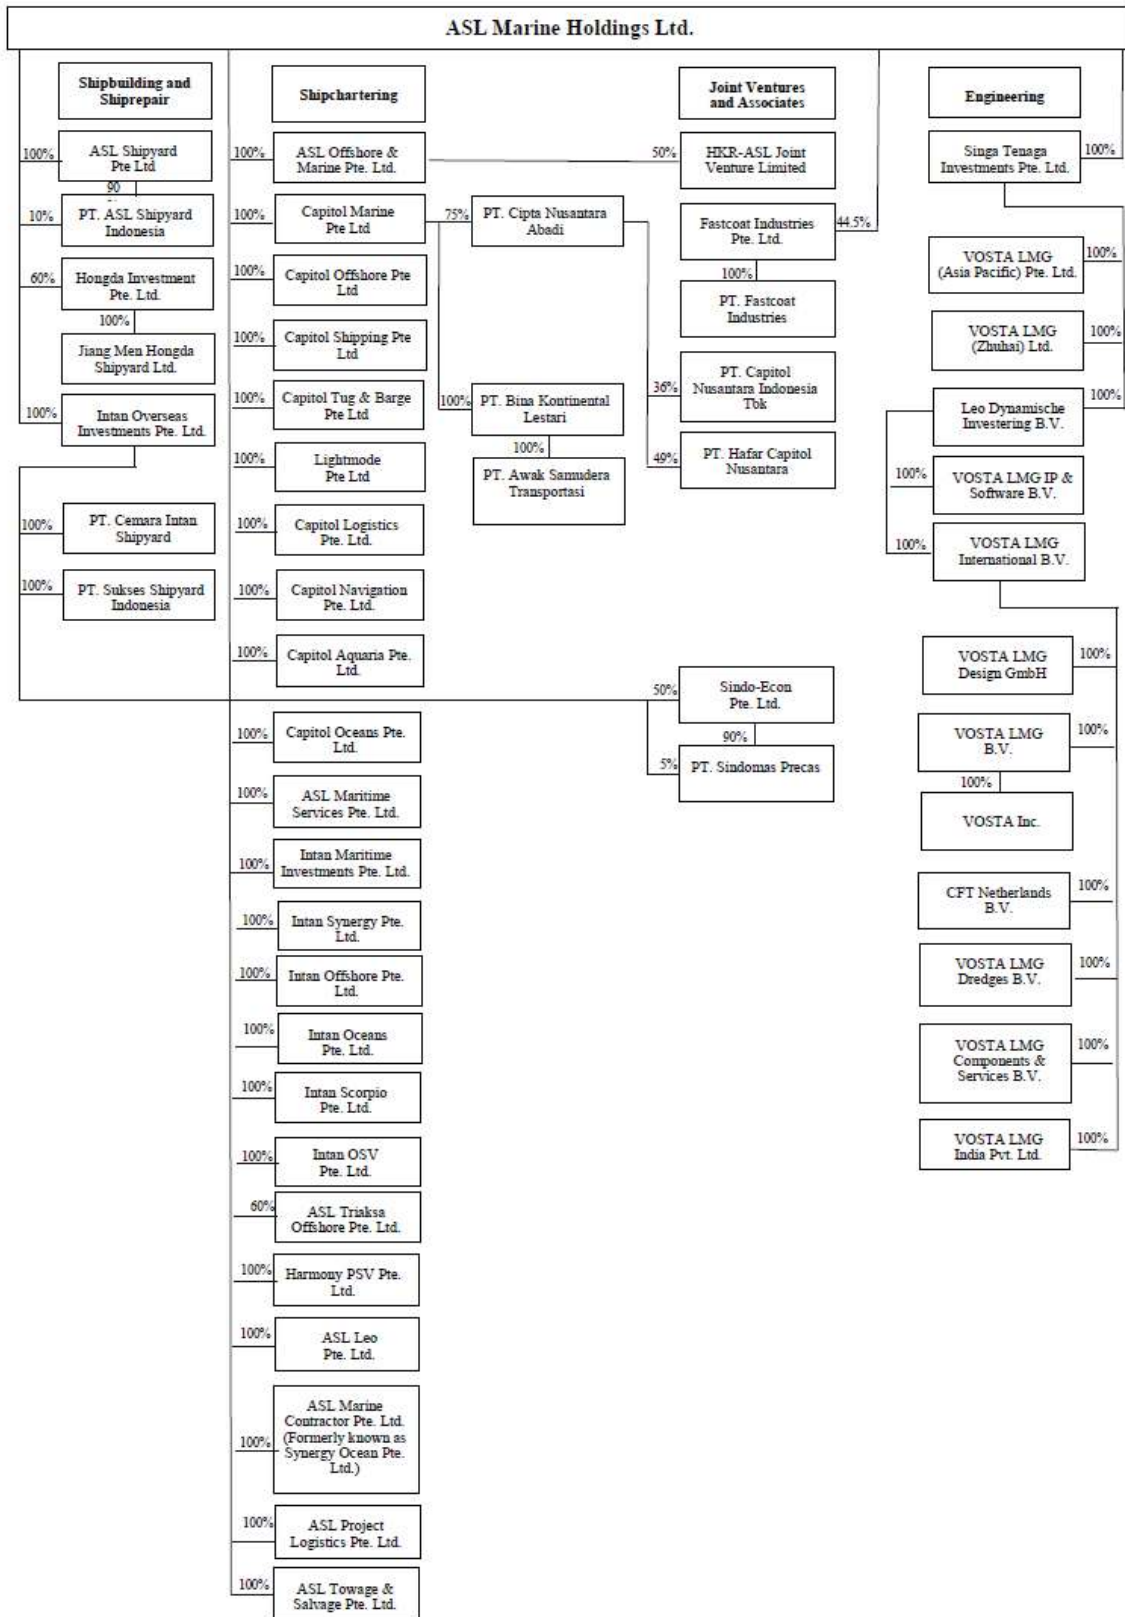 ASL Marine Holdings Ltd.
Shipbuilding and
Shiprepair
100%
ASL Shipyard
Pte Ltd
90
10%
PT. ASL Shipyard
Indonesia
60%
Hongda Investment
Pte. Ltd.
100%
Jiang Men Hongda
Shipyard Ltd.
100%
Intan Overseas
Investments Pte. Ltd.
100%
PT. Cemara Intan
Shipyard
100%
PT. Sukses Shipyard
Indonesia
Shipchartering
100%
ASL Offshore &
Marine Pte. Ltd.
100%
Capitol Marine
Pte Ltd
100%
Capitol Offshore Pte
Ltd
100%
Capitol Shipping Pte
Ltd
100%
Capitol Tug & Barge
Pte Ltd
100%
Lightmode
Pte Ltd
100%
Capitol Logistics
Pte. Ltd.
100%
Capitol Navigation
Pte. Ltd.
100%
Capitol Aquaria Pte.
Ltd.
100%
Capitol Oceans Pte.
Ltd.
100%
ASL Maritime
Services Pte. Ltd.
100%
Intan Maritime
Investments Pte. Ltd.
100%
Intan Synergy Pte.
Ltd.
100%
Intan Offshore Pte.
Ltd.
100%
Intan Oceans
Pte. Ltd.
100%
Intan Scorpio
Pte. Ltd.
100%
Intan OSV
Pte. Ltd.
60%
ASL Triaksa
Offshore Pte. Ltd.
100%
Harmony PSV Pte.
Ltd.
100%
ASL Leo
Pte. Ltd.
100%
ASL Marine
Contractor Pte. Ltd.
(Formerly known as
Synergy Ocean Pte.
Ltd.)
100%
ASL Project
Logistics Pte. Ltd.
100%
ASL Towage &
Salvage Pte. Ltd.
75%
PT. Cipta Nusantara
Abadi
100%
PT. Bina Kontinental
Lestari
100%
PT. Awak Samudera
Transportasi
Joint Ventures
and Associates
50%
HKR-ASL Joint
Venture Limited
Fastcoat Industries
Pte. Ltd.
44.5%
100%
PT. Fastcoat
Industries
36%
PT. Capitol
Nusantara Indonesia
Tbk
49%
PT. Hafar Capitol
Nusantara
50%
Sindo-Econ
Pte. Ltd.
90%
5%
PT. Sindomas Precas
Engineering
Singa Tenaga
Investments Pte. Ltd.
100%
VOSTA LMG
(Asia Pacific) Pte. Ltd.
100%
VOSTA LMG
(Zhuhai) Ltd.
100%
Leo Dynamische
Investering B.V.
100%
100%
VOSTA LMG IP &
Software B.V.
100%
VOSTA LMG
International B.V.
VOSTA LMG
Design GmbH
100%
VOSTA LMG
B.V.
100%
100%
VOSTA Inc.
CFT Netherlands
B.V.
100%
VOSTA LMG
Dredges B.V.
100%
VOSTA LMG
Components &
Services B.V.
100%
VOSTA LMG
India Pvt. Ltd.
100%